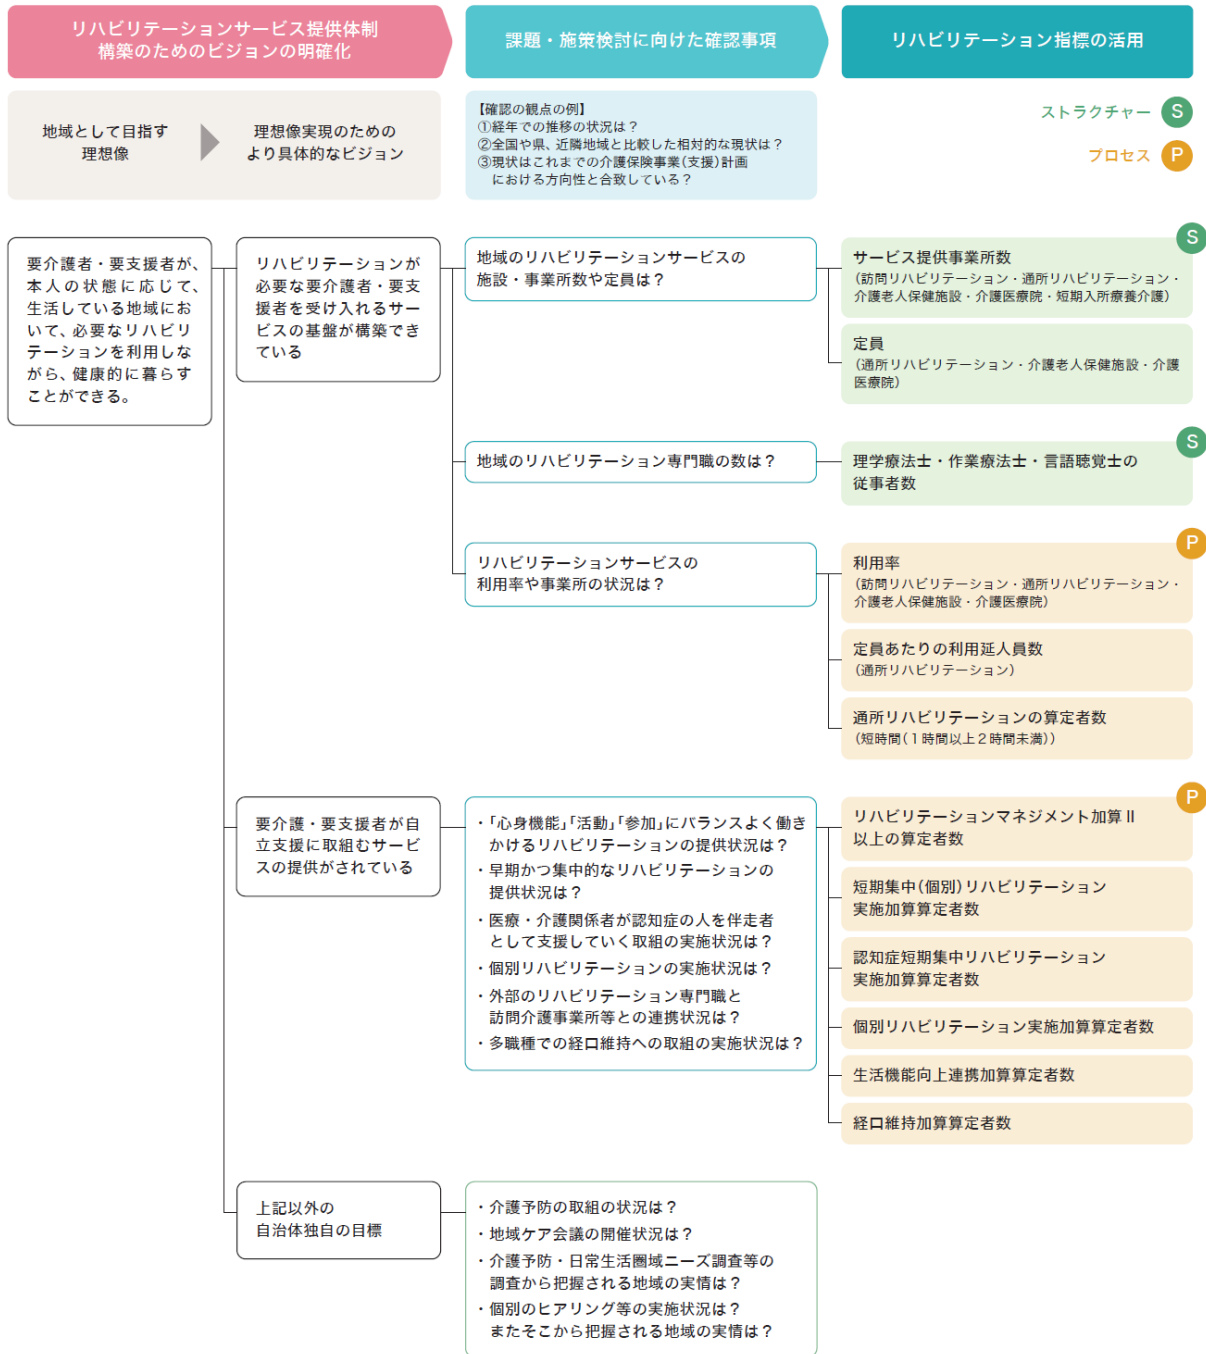 リハビリテーションサービス提供体制
構築のためのビジョンの明確化
課題・施策検討に向けた確認事項
リハビリテーション指標の活用
地域として目指す
理想像
理想像実現のための
より具体的なビジョン
【確認の観点の例】
①経年での推移の状況は？
②全国や県、近隣地域と比較した相対的な現状は？
③現状はこれまでの介護保険事業（支援）計画
における方向性と合致している？
ストラクチャー S
プロセス P
要介護者・要支援者が、
本人の状態に応じて、
生活している地域にお
いて、必要なリハビリ
テーションを利用しな
がら、健康的に暮らす
ことができる。
リハビリテーションが
必要な要介護者・要支
援者を受け入れるサー
ビスの基盤が構築でき
ている
地域のリハビリテーションサービスの
施設・事業所数や定員は？
S
サービス提供事業所数
（訪問リハビリテーション・通所リハビリテーション・
介護老人保健施設・介護医療院・短期入所療養介護）
定員
（通所リハビリテーション・介護老人保健施設・介護
医療院）
地域のリハビリテーション専門職の数は？
S
理学療法士・作業療法士・言語聴覚士の
従事者数
リハビリテーションサービスの
利用率や事業所の状況は？
P
利用率
（訪問リハビリテーション・通所リハビリテーション・
介護老人保健施設・介護医療院）
定員あたりの利用延人員数
（通所リハビリテーション）
通所リハビリテーションの算定者数
（短時間（１時間以上２時間未満））
要介護・要支援者が自
立支援に取組むサービ
スの提供がされている
・「心身機能」「活動」「参加」にバランスよく働き
かけるリハビリテーションの提供状況は？
・早期かつ集中的なリハビリテーションの
提供状況は？
・医療・介護関係者が認知症の人を伴走者
として支援していく取組の実施状況は？
・個別リハビリテーションの実施状況は？
・外部のリハビリテーション専門職と
訪問介護事業所等との連携状況は？
・多職種での経口維持への取組の実施状況は？
P
リハビリテーションマネジメント加算Ⅱ
以上の算定者数
短期集中（個別）リハビリテーション
実施加算算定者数
認知症短期集中リハビリテーション
実施加算算定者数
個別リハビリテーション実施加算算定者数
生活機能向上連携加算算定者数
経口維持加算算定者数
上記以外の
自治体独自の目標
・介護予防の取組の状況は？
・地域ケア会議の開催状況は？
・介護予防・日常生活圏域ニーズ調査等の
調査から把握される地域の実情は？
・個別のヒアリング等の実施状況は？
またそこから把握される地域の実情は？